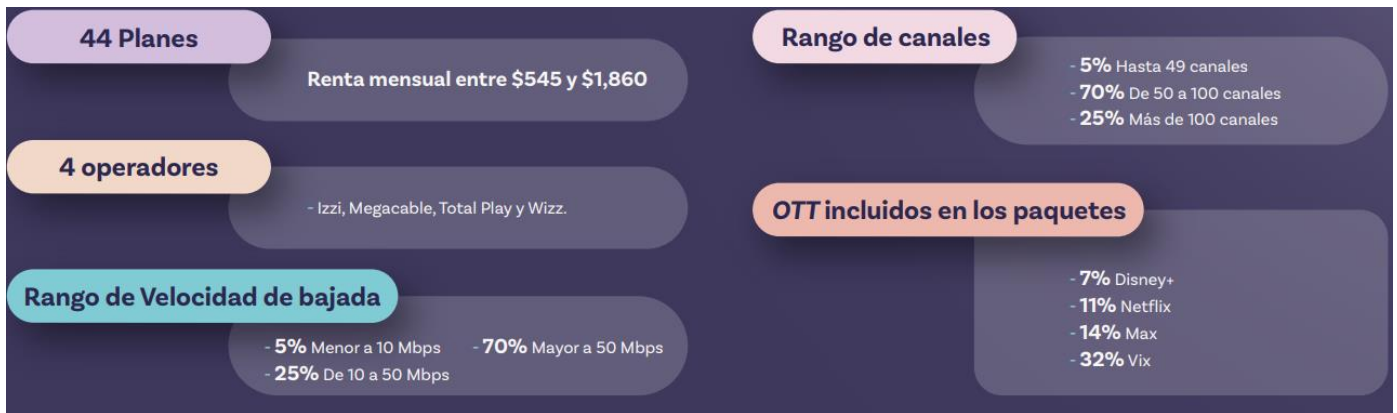 44 Planes
Renta mensual entre $545 y $1,860
4 operadores
- Izzi, Megacable, Total Play y Wizz.
Rango de Velocidad de bajada
- 5% Menor a 10 Mbps - 70% Mayor a 50 Mbps
- 25% De 10 a 50 Mbps
Rango de canales
- 5% Hasta 49 canales
- 70% De 50 a 100 canales
- 25% Más de 100 canales
OTT incluidos en los paquetes
- 7% Disney+
- 11% Netflix
- 14% Max
- 32% Vix